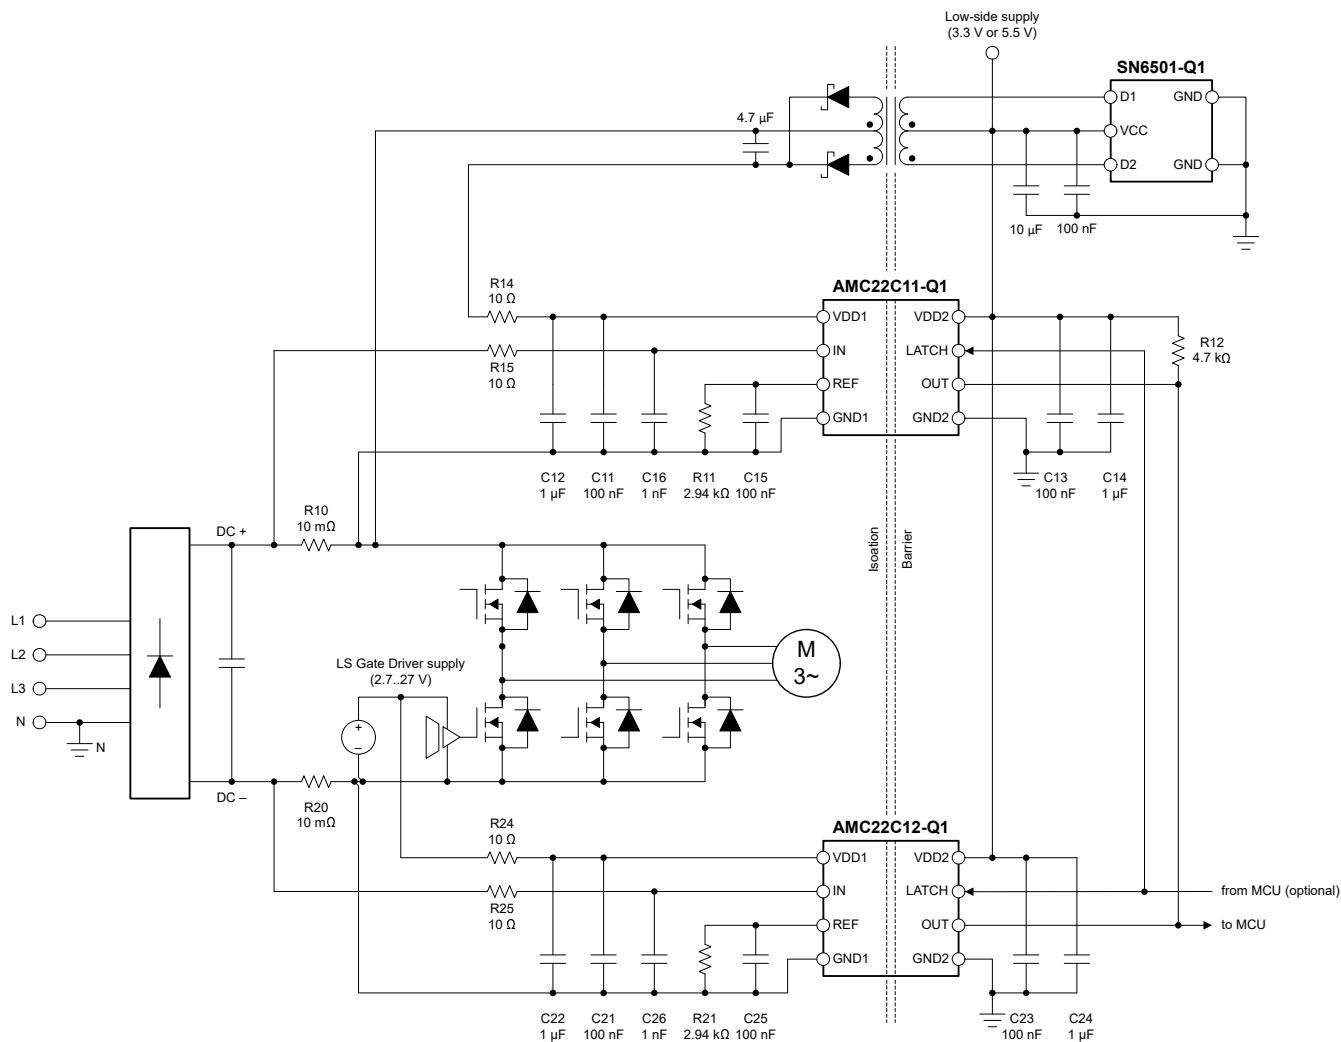 Low-side supply
(3.3 V or 5.5 V)
SN6501-Q1
D1
GND
4.7 µF
VCC
D2
GND
10 µF
100 nF
AMC22C11-Q1
R14
10 Ω
VDD1
VDD2
IN
LATCH
R15
10 Ω
R12
4.7 kΩ
REF
OUT
GND1
GND2
C12
1 µF
C11
100 nF
C16
1 nF
R11
2.94 kΩ
C15
100 nF
C13
100 nF
C14
1 µF
R10
10 mΩ
DC +
Isoation
Barrier
L1
L2
L3
N
N
M
3~
LS Gate Driver supply
(2.7..27 V)
+
–
DC –
R20
10 mΩ
AMC22C12-Q1
R24
10 Ω
VDD1
VDD2
IN
LATCH
from MCU (optional)
R25
10 Ω
REF
OUT
to MCU
GND1
GND2
C22
1 µF
C21
100 nF
C26
1 nF
R21
2.94 kΩ
C25
100 nF
C23
100 nF
C24
1 µF